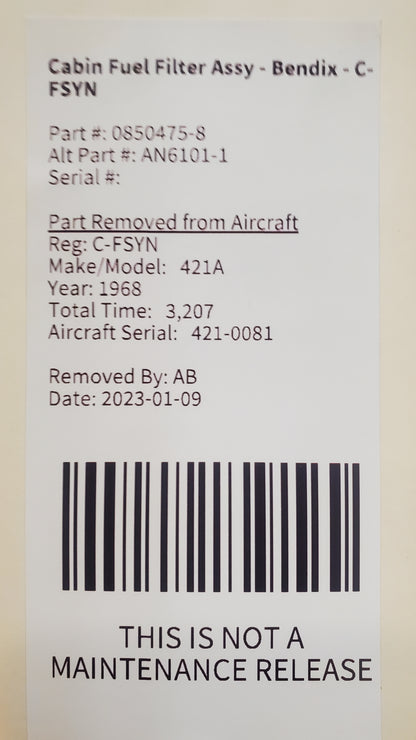 Cabin Fuel Filter Assy - Bendix - C-
FSYN
Part #: 0850475-8
Alt Part #: AN6101-1
Serial #:
Part Removed from Aircraft
Reg: C-FSYN
Make/Model: 421A
Year: 1968
Total Time: 3,207
Aircraft Serial: 421-0081
Removed By: AB
Date: 2023-01-09
THIS IS NOT A
MAINTENANCE RELEASE